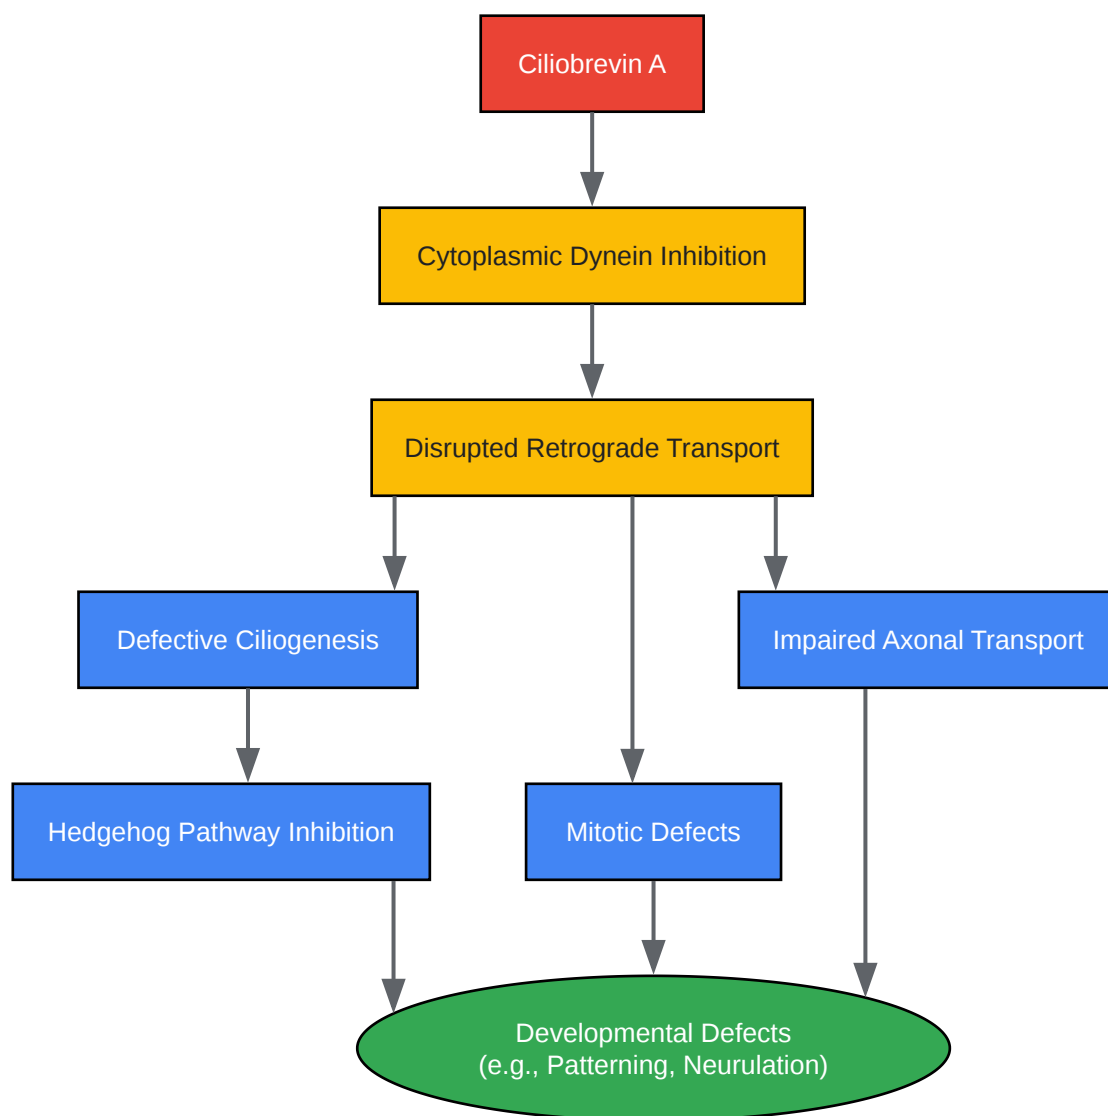 Ciliobrevin A
Cytoplasmic Dynein Inhibition
Disrupted Retrograde Transport
Defective Ciliogenesis
Impaired Axonal Transport
Hedgehog Pathway Inhibition
Mitotic Defects
Developmental Defects
(e.g., Patterning, Neurulation)